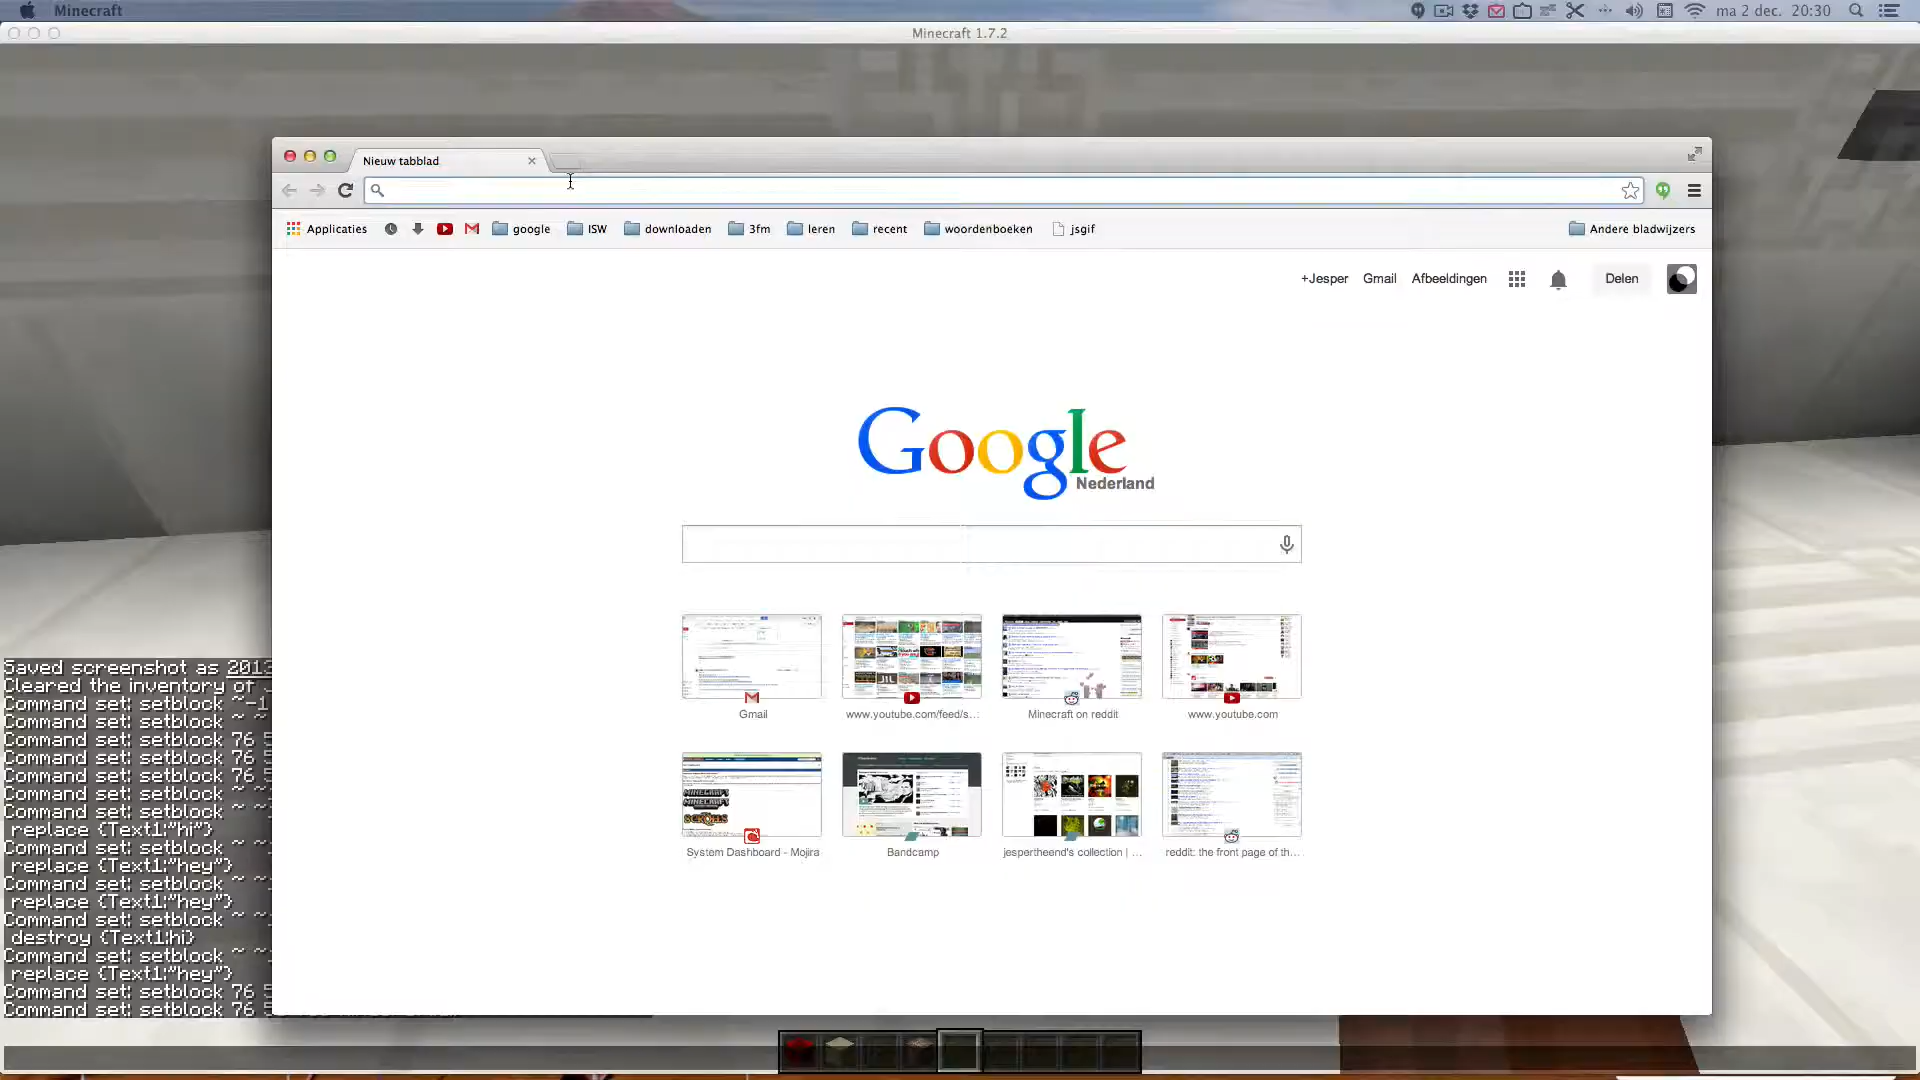 Minecraft
ma 2 dec. 20:30
Minecraft 1.7.2
Nieuw tabblad
Applicaties
google
ISW
downloaden
3fm
leren
recent
woordenboeken
jsgif
Andere bladwijzers
+Jesper
Gmail
Afbeeldingen
Delen
Google
Nederland
Gmail
www.youtube.com/feed/s...
Minecraft on reddit
www.youtube.com
MINECRAFT
SCROLLS
System Dashboard - Mojira
Bandcamp
jespertheend's collection | ...
reddit: the front page of th...
Saved screenshot as 2013
Cleared the inventory of
Command set: setblock ~-1
Command set: setblock ~ ~
Command set: setblock 76
Command set: setblock 76
Command set: setblock 76
Command set: setblock ~ ~
Command set: setblock ~ ~
replace {Text1:"hi"}
Command set: setblock ~ ~
replace {Text1:"hey"}
Command set: setblock ~ ~
replace {Text1:"hey"}
Command set: setblock ~ ~
destroy {Text1:hi}
Command set: setblock ~ ~
replace {Text1:"hey"}
Command set: setblock 76
Command set: setblock 76